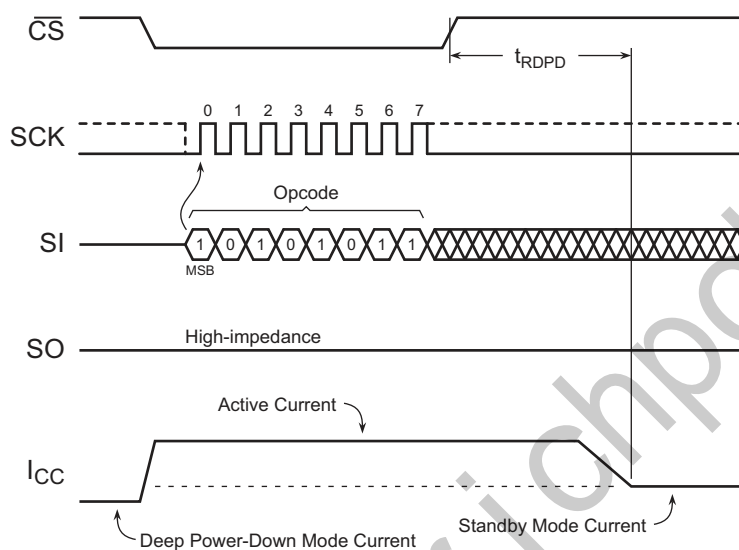 CS
tRDPD
0 1 2 3 4 5 6 7
SCK
Opcode
SI
1 0 1 0 1 0 1 1
MSB
High-impedance
SO
Active Current
ICC
Deep Power-Down Mode Current
Standby Mode Current